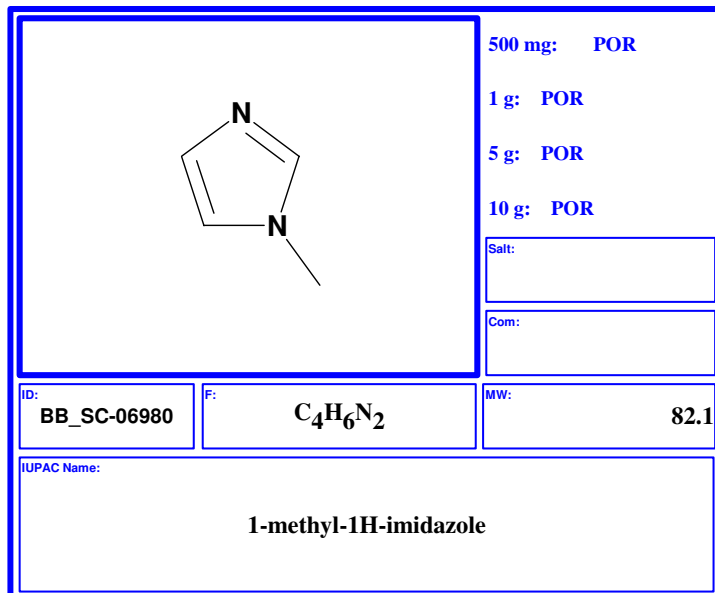 N
N
500 mg: POR
1 g: POR
5 g: POR
10 g: POR
Salt:
Com:
ID:
BB_SC-06980
F:
C4H6N2
MW:
82.1
IUPAC Name:
1-methyl-1H-imidazole